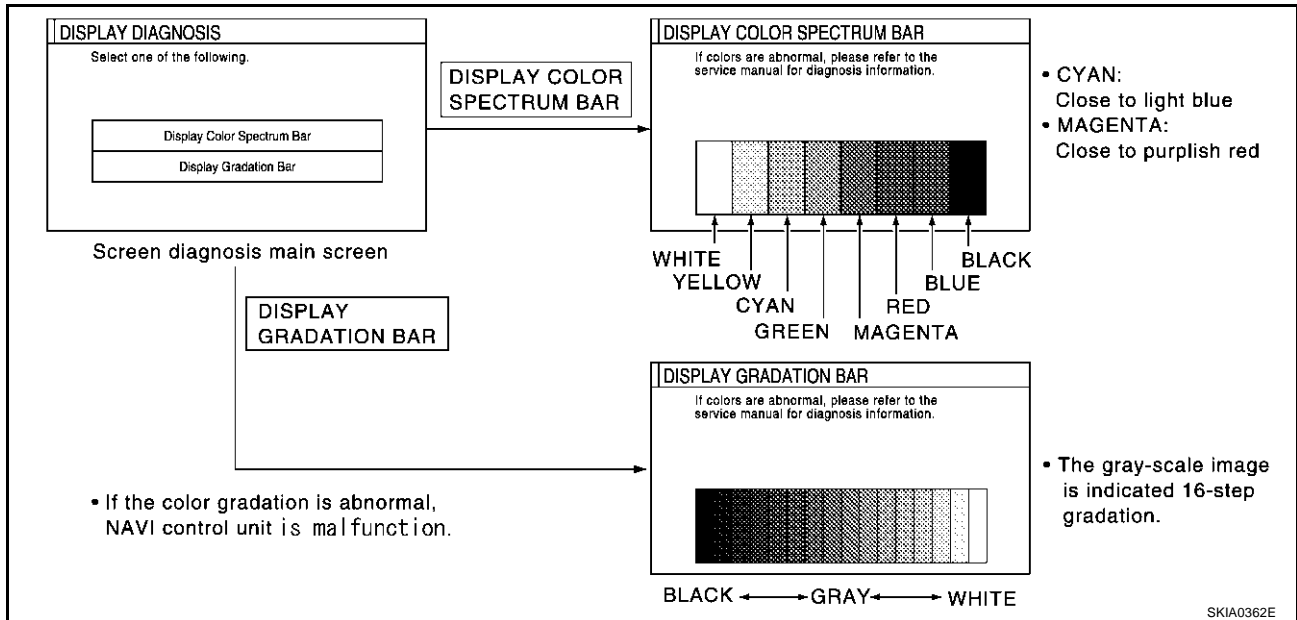 DISPLAY DIAGNOSIS
Select one of the following.
Display Color Spectrum Bar
Display Gradation Bar
Screen diagnosis main screen
DISPLAY COLOR
SPECTRUM BAR
DISPLAY COLOR SPECTRUM BAR
If colors are abnormal, please refer to the
service manual for diagnosis information.
WHITE
YELLOW
CYAN
GREEN
MAGENTA
RED
BLUE
BLACK
• CYAN:
Close to light blue
• MAGENTA:
Close to purplish red
DISPLAY
GRADATION BAR
• If the color gradation is abnormal,
NAVI control unit is malfunction.
DISPLAY GRADATION BAR
If colors are abnormal, please refer to the
service manual for diagnosis information.
BLACK GRAY WHITE
• The gray-scale image
is indicated 16-step
gradation.
SKIA0362E